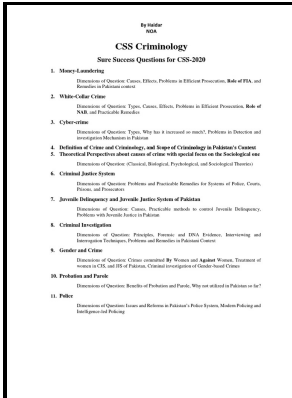 By Haidar
NOA
CSS Criminology
Sure Success Questions for CSS-2020
1. Money-Laundering
Dimensions of Question: Causes, Effects, Problems in Efficient Prosecution, Role of FIA, and
Remedies in Pakistani context
2. White-Collar Crime
Dimensions of Question: Types, Causes, Effects, Problems in Efficient Prosecution, Role of
NAB, and Practicable Remedies
3. Cyber-crime
Dimensions of Question: Types, Why has it increased so much?, Problems in Detection and
investigation Mechanism in Pakistan
4. Definition of Crime and Criminology, and Scope of Criminology in Pakistan's Context
5. Theoretical Perspectives about causes of crime with special focus on the Sociological one
Dimensions of Question: (Classical, Biological, Psychological, and Sociological Theories)
6. Criminal Justice System
Dimensions of Question: Problems and Practicable Remedies for Systems of Police, Courts,
Prisons, and Prosecutors
7. Juvenile Delinquency and Juvenile Justice System of Pakistan
Dimensions of Question: Causes, Practicable methods to control Juvenile Delinquency,
Problems with Juvenile Justice in Pakistan
8. Criminal Investigation
Dimensions of Question: Principles, Forensic and DNA Evidence, Interviewing and
Interrogation Techniques, Problems and Remedies in Pakistani Context
9. Gender and Crime
Dimensions of Question: Crimes committed By Women and Against Women, Treatment of
women in CJS, and JJS of Pakistan. Criminal investigation of Gender-based Crimes
10. Probation and Parole
Dimensions of Question: Benefits of Probation and Parole, Why not utilized in Pakistan so far?
11. Police
Dimensions of Question: Issues and Reforms in Pakistan's Police System, Modern Policing and
Intelligence-led Policing